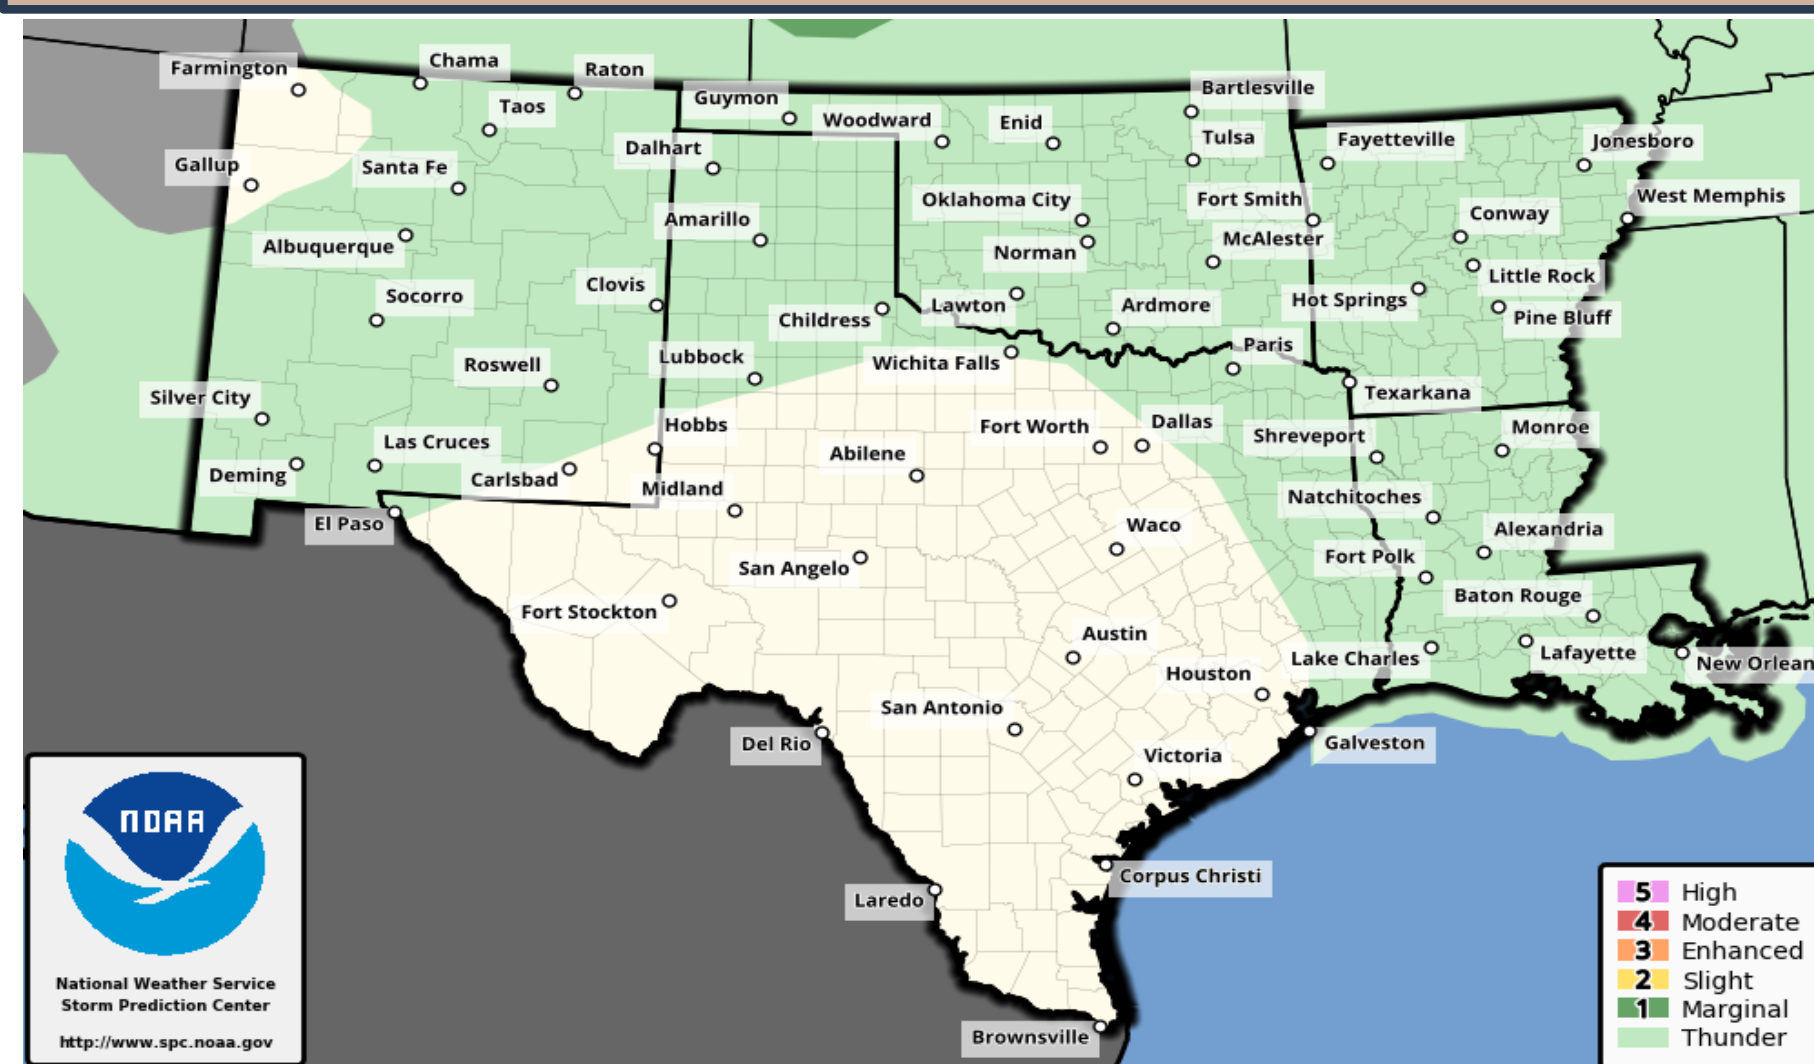 Farmington
Chama
Raton
Guymon
Bartlesville
Taos
Woodward
Enid
Fayetteville
Jonesboro
Dalhart
Tulsa
Gallup
Santa Fe
Oklahoma City
Fort Smith
West Memphis
Amarillo
Conway
Albuquerque
Norman
McAlester
Clovis
Little Rock
Socorro
Childress
Lawton
Ardmore
Hot Springs
Pine Bluff
Roswell
Lubbock
Wichita Falls
Paris
Silver City
Texarkana
Hobbs
Fort Worth
Dallas
Shreveport
Monroe
Las Cruces
Abilene
Deming
Carlsbad
Midland
Natchitoches
El Paso
Waco
Alexandria
San Angelo
Fort Polk
Fort Stockton
Baton Rouge
Austin
Lake Charles
Lafayette
New Orlean
Houston
San Antonio
Del Rio
Galveston
Victoria
Corpus Christi
Laredo
Brownsville
NOAA
National Weather Service
Storm Prediction Center
http://www.spc.noaa.gov
5 High
4 Moderate
3 Enhanced
2 Slight
1 Marginal
Thunder